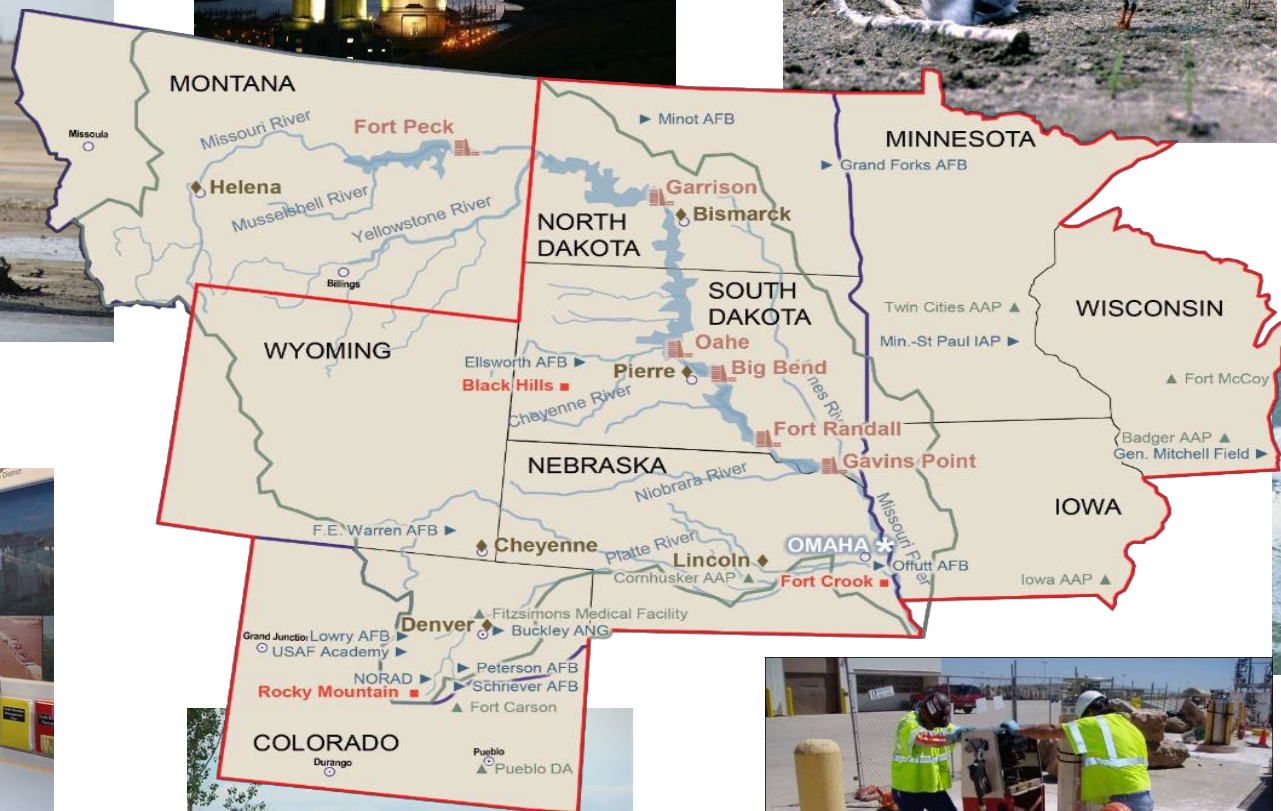 MONTANA
Missoula
Missouri River
Fort Peck
Helena
Musselshell River
Yellowstone River
Billings
Minot AFB
MINNESOTA
Grand Forks AFB
Garrison
Bismarck
NORTH
DAKOTA
SOUTH
DAKOTA
Twin Cities AAP
WISCONSIN
Min.-St Paul IAP
WYOMING
Ellsworth AFB
Oahe
Pierre
Big Bend
Black Hills
Fort McCoy
Cheyenne River
Fort Randall
Badger AAP
Gen. Mitchell Field
NEBRASKA
Gavins Point
Niobrara River
IOWA
Missouri River
F.E. Warren AFB
Cheyenne
Platte River
OMAHA
Lincoln
Offutt AFB
Cornhusker AAP
Fort Crook
Iowa AAP
Fitzsimons Medical Facility
Denver
Buckley ANG
Grand Junctio
Lowry AFB
USAF Academy
Peterson AFB
NORAD
Schriever AFB
Rocky Mountain
Fort Carson
COLORADO
Pueblo
Durango
Pueblo DA